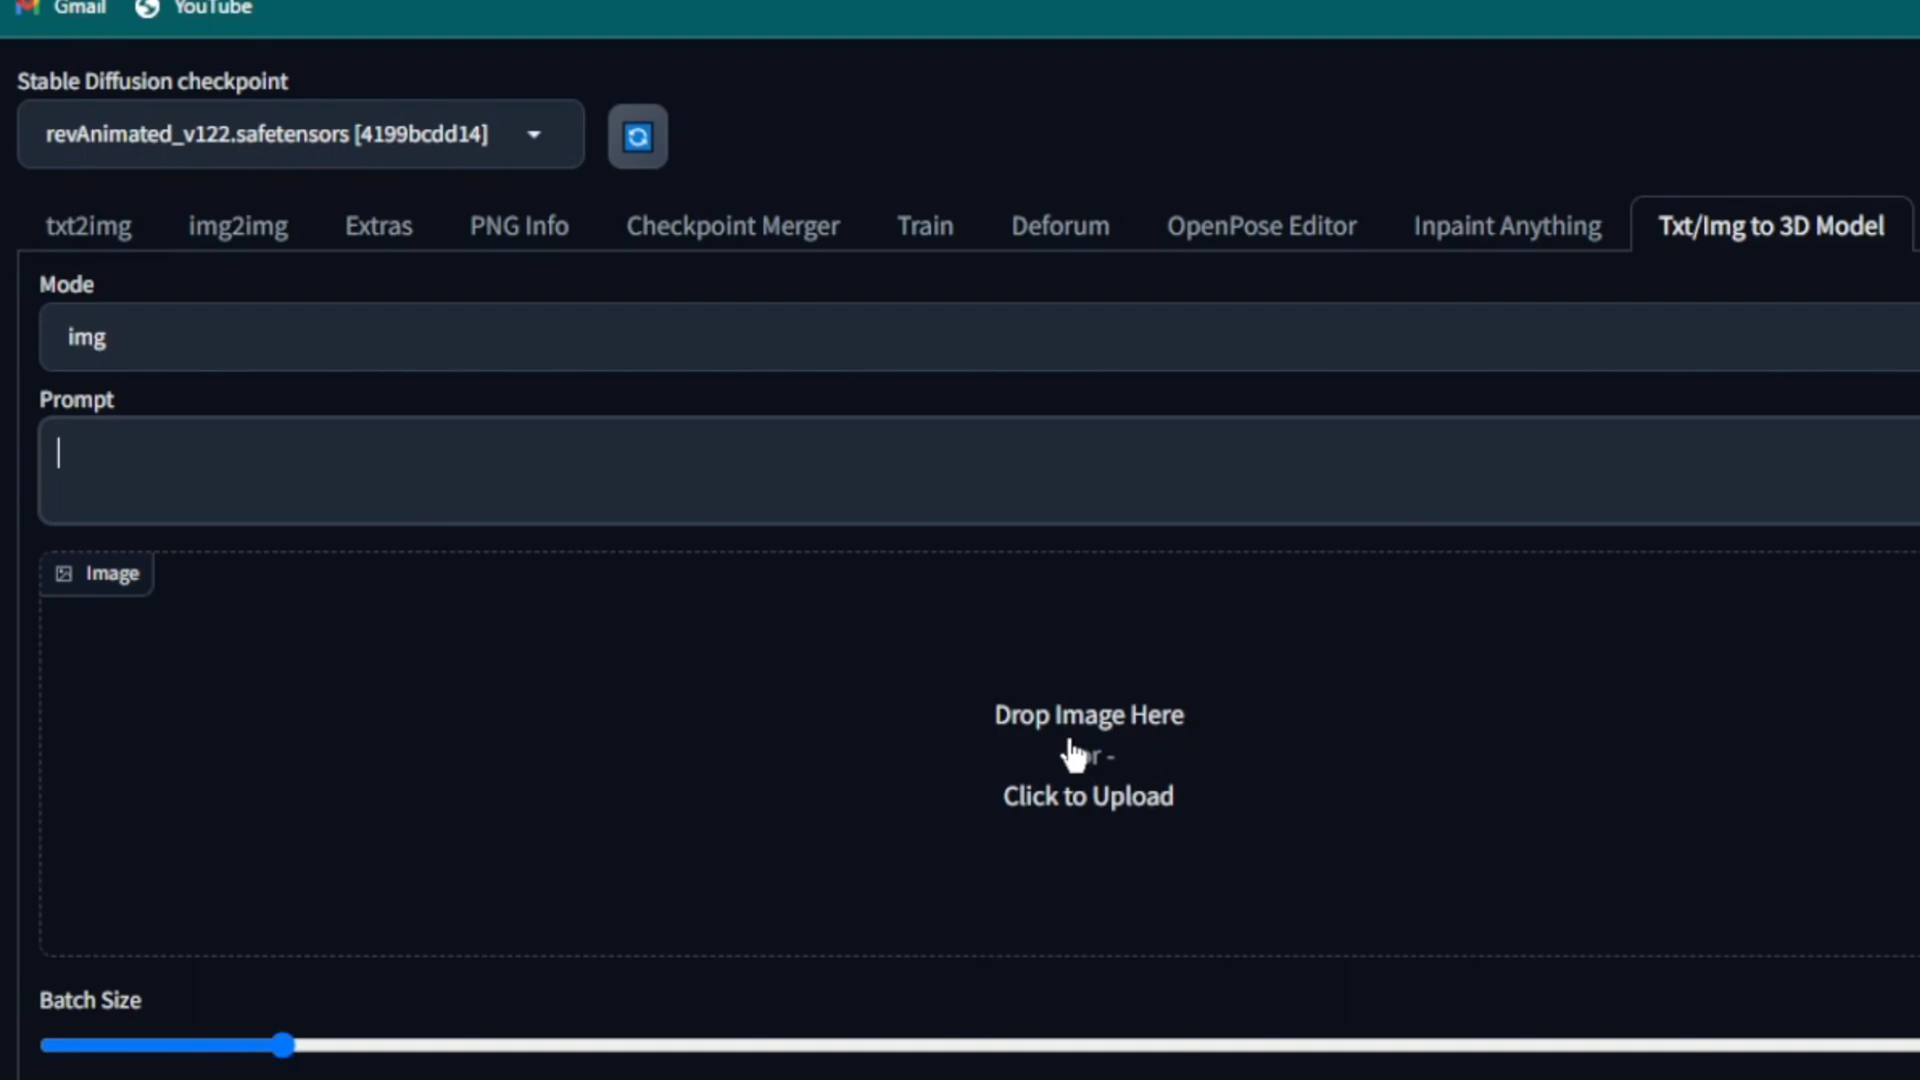 Gmail YouTube
Stable Diffusion checkpoint
revAnimated_v122.safetensors [4199bcdd14]
txt2img img2img Extras PNG Info Checkpoint Merger Train Deforum OpenPose Editor Inpaint Anything Txt/Img to 3D Model
Mode
img
Prompt
Image
Drop Image Here
or -
Click to Upload
Batch Size